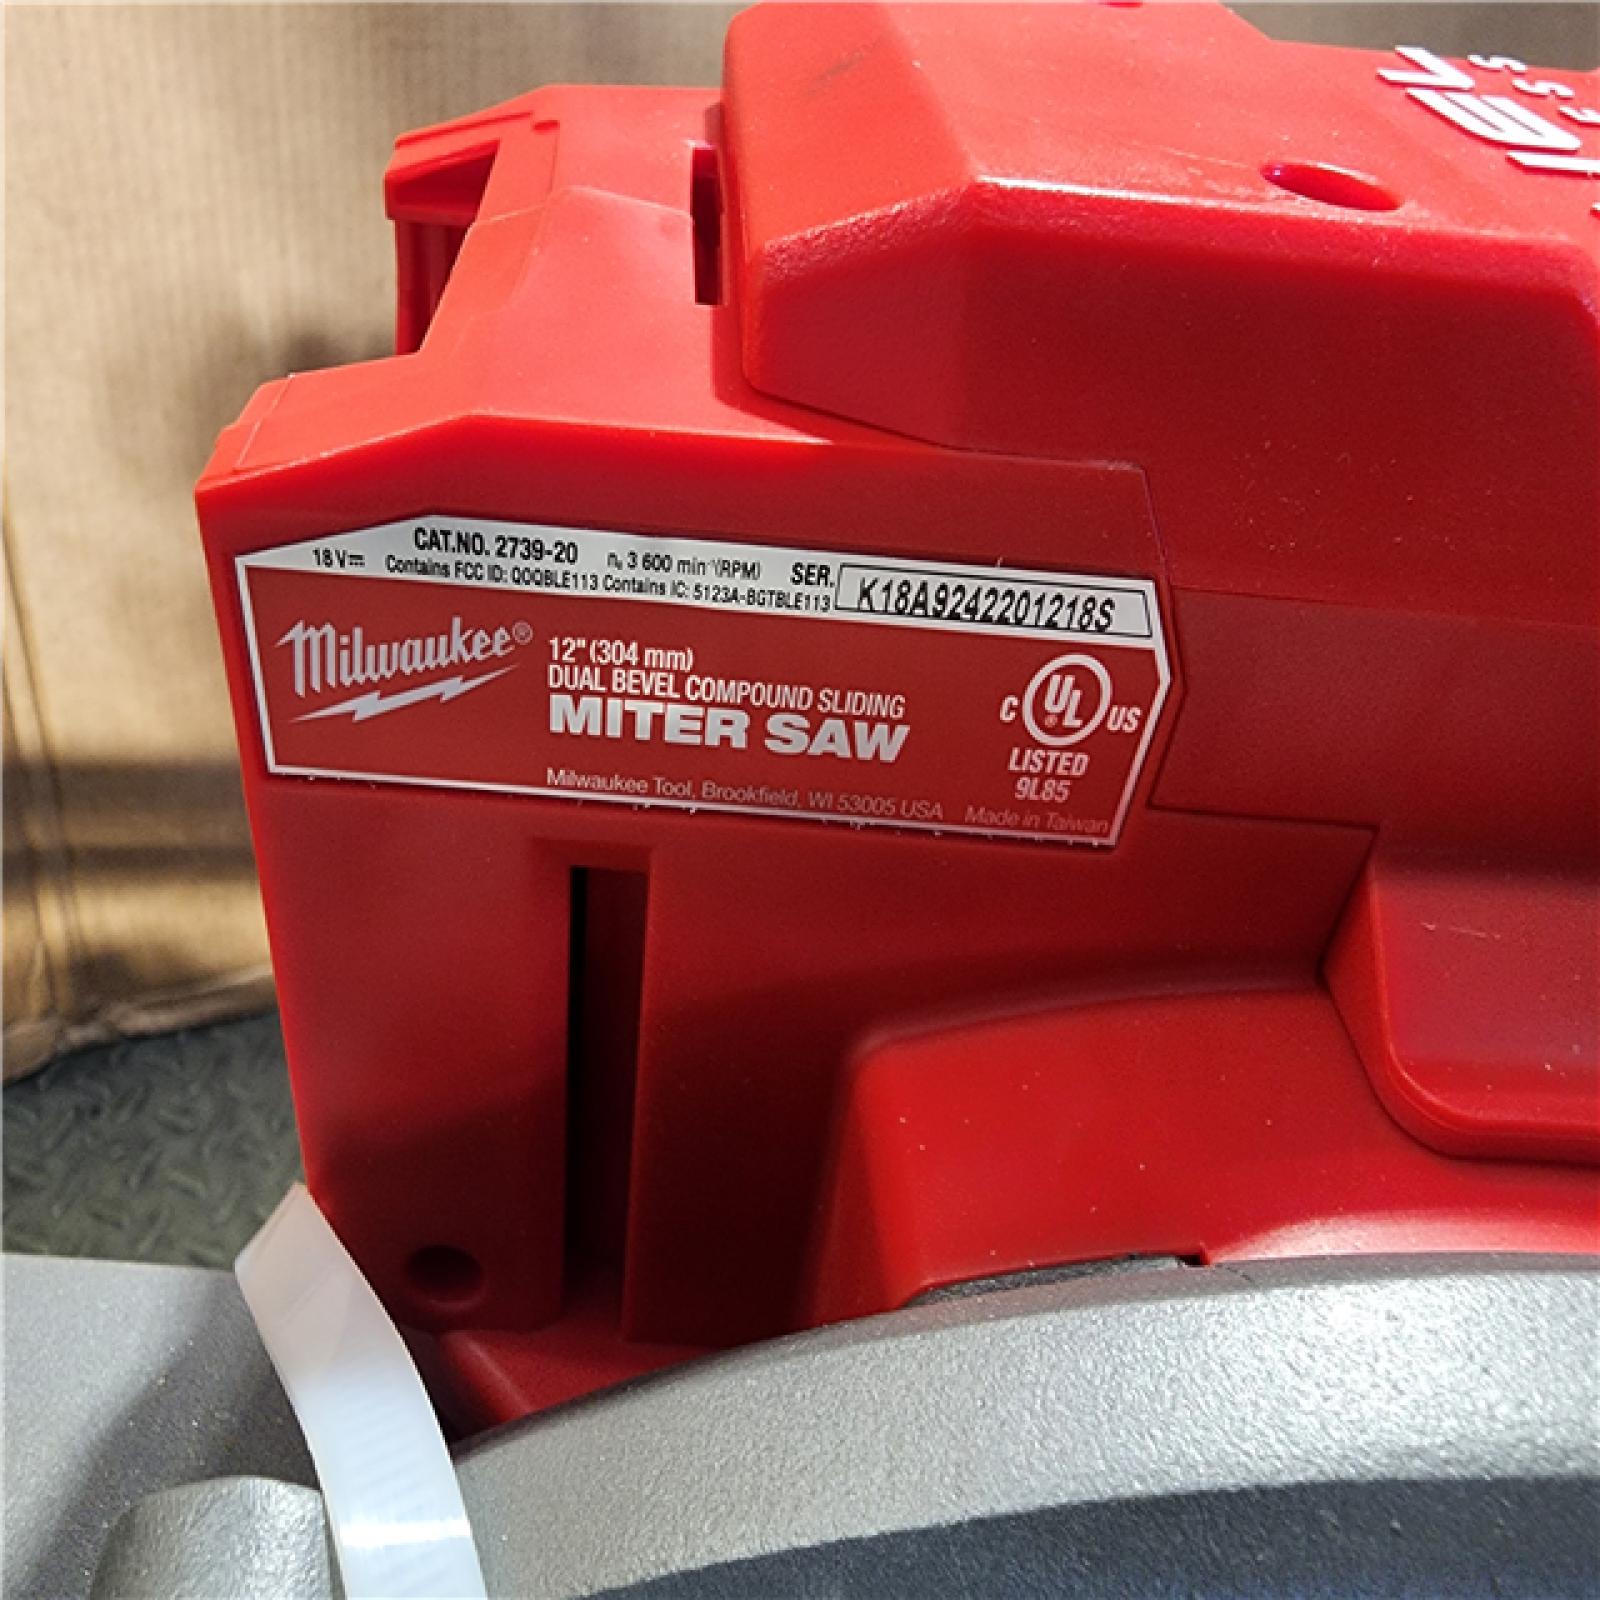 CAT.NO. 2739-20 n₀ 3 600 min⁻¹(RPM) SER. K18A9242201218S
18 V⎓ Contains FCC ID: QOQBLE113 Contains IC: 5123A-BGTBLE113
Milwaukee®
12" (304 mm)
DUAL BEVEL COMPOUND SLIDING
MITER SAW
C UL® US
LISTED
9L85
Milwaukee Tool, Brookfield, WI 53005 USA Made in Taiwan